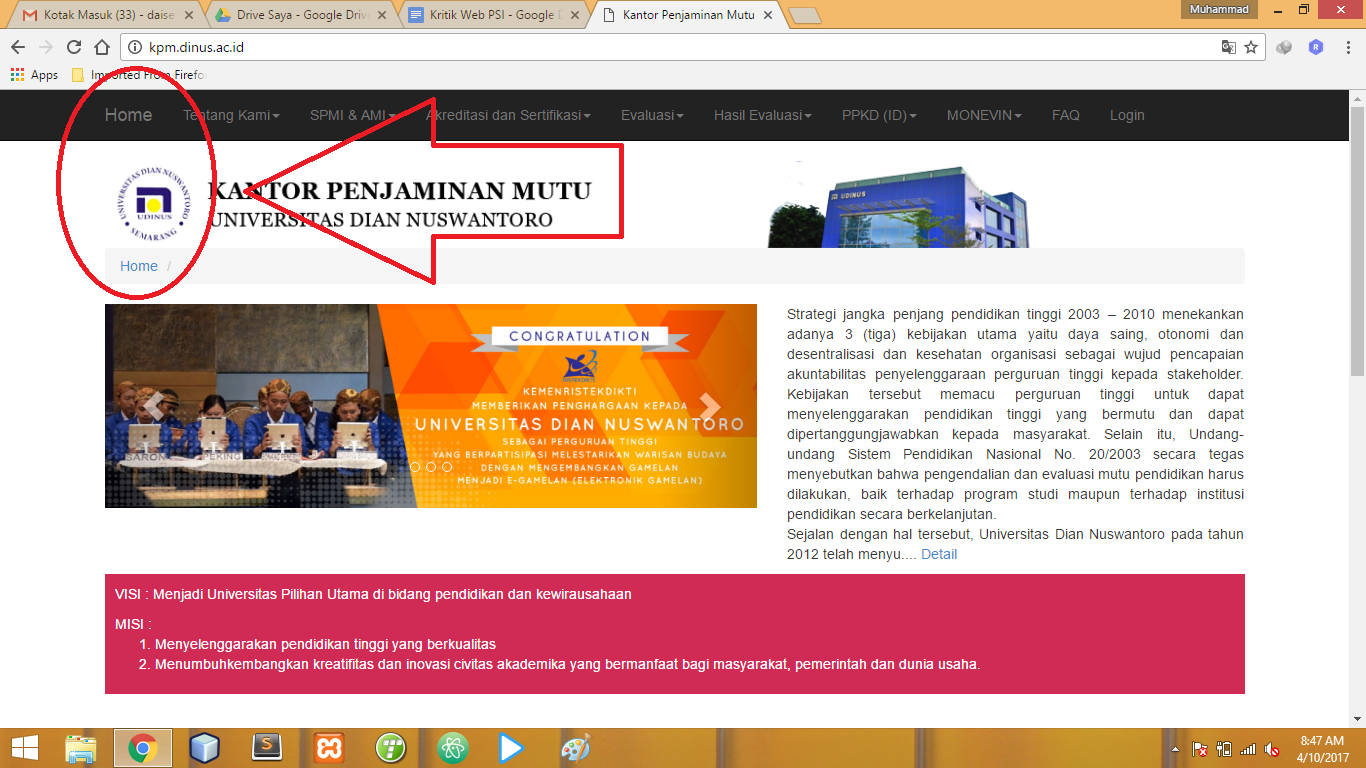 Kotak Masuk (33) - daise
Drive Saya - Google Drive
Kritik Web PSI - Google D
Kantor Penjaminan Mutu
Muhammad
kpm.dinus.ac.id
Apps
Imported From Firefo
Home
Tentang Kami
SPMI & AMI
Akreditasi dan Sertifikasi
Evaluasi
Hasil Evaluasi
PPKD (ID)
MONEVIN
FAQ
Login
UNIVERSITAS DIAN NUSWANTORO
UDINUS
SEMARANG
KANTOR PENJAMINAN MUTU
UNIVERSITAS DIAN NUSWANTORO
UDINUS
Home /
CONGRATULATION
KEMENRISTEKDIKTI
MEMBERIKAN PENGHARGAAN KEPADA
UNIVERSITAS DIAN NUSWANTORO
SEBAGAI PERGURUAN TINGGI
YANG BERPARTISIPASI MELESTARIKAN WARISAN BUDAYA
DENGAN MENGEMBANGKAN GAMELAN
MENJADI E-GAMELAN (ELEKTRONIK GAMELAN)
SARON
PEKING
Strategi jangka penjang pendidikan tinggi 2003 – 2010 menekankan
adanya 3 (tiga) kebijakan utama yaitu daya saing, otonomi dan
desentralisasi dan kesehatan organisasi sebagai wujud pencapaian
akuntabilitas penyelenggaraan perguruan tinggi kepada stakeholder.
Kebijakan tersebut memacu perguruan tinggi untuk dapat
menyelenggarakan pendidikan tinggi yang bermutu dan dapat
dipertanggungjawabkan kepada masyarakat. Selain itu, Undang-
undang Sistem Pendidikan Nasional No. 20/2003 secara tegas
menyebutkan bahwa pengendalian dan evaluasi mutu pendidikan harus
dilakukan, baik terhadap program studi maupun terhadap institusi
pendidikan secara berkelanjutan.
Sejalan dengan hal tersebut, Universitas Dian Nuswantoro pada tahun
2012 telah menyu.... Detail
VISI : Menjadi Universitas Pilihan Utama di bidang pendidikan dan kewirausahaan
MISI :
1. Menyelenggarakan pendidikan tinggi yang berkualitas
2. Menumbuhkembangkan kreatifitas dan inovasi civitas akademika yang bermanfaat bagi masyarakat, pemerintah dan dunia usaha.
8:47 AM
4/10/2017